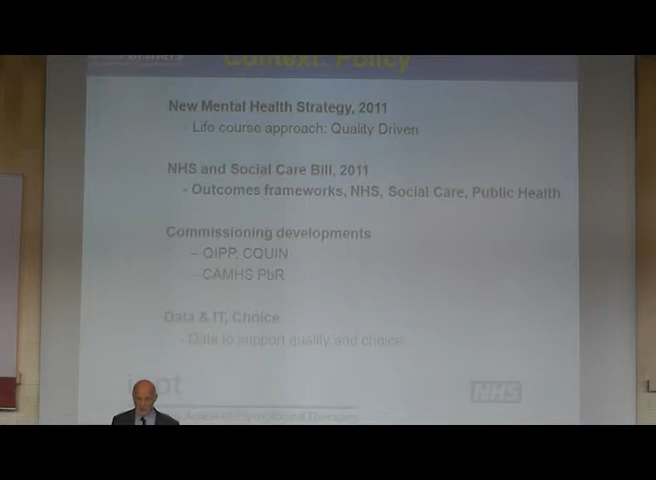 Context: Policy
New Mental Health Strategy, 2011
- Life course approach: Quality Driven
NHS and Social Care Bill, 2011
- Outcomes frameworks, NHS, Social Care, Public Health
Commissioning developments
– QIPP, CQUIN
– CAMHS PbR
Data & IT, Choice
- Data to support quality and choice
NHS
Access to Psychological Therapies